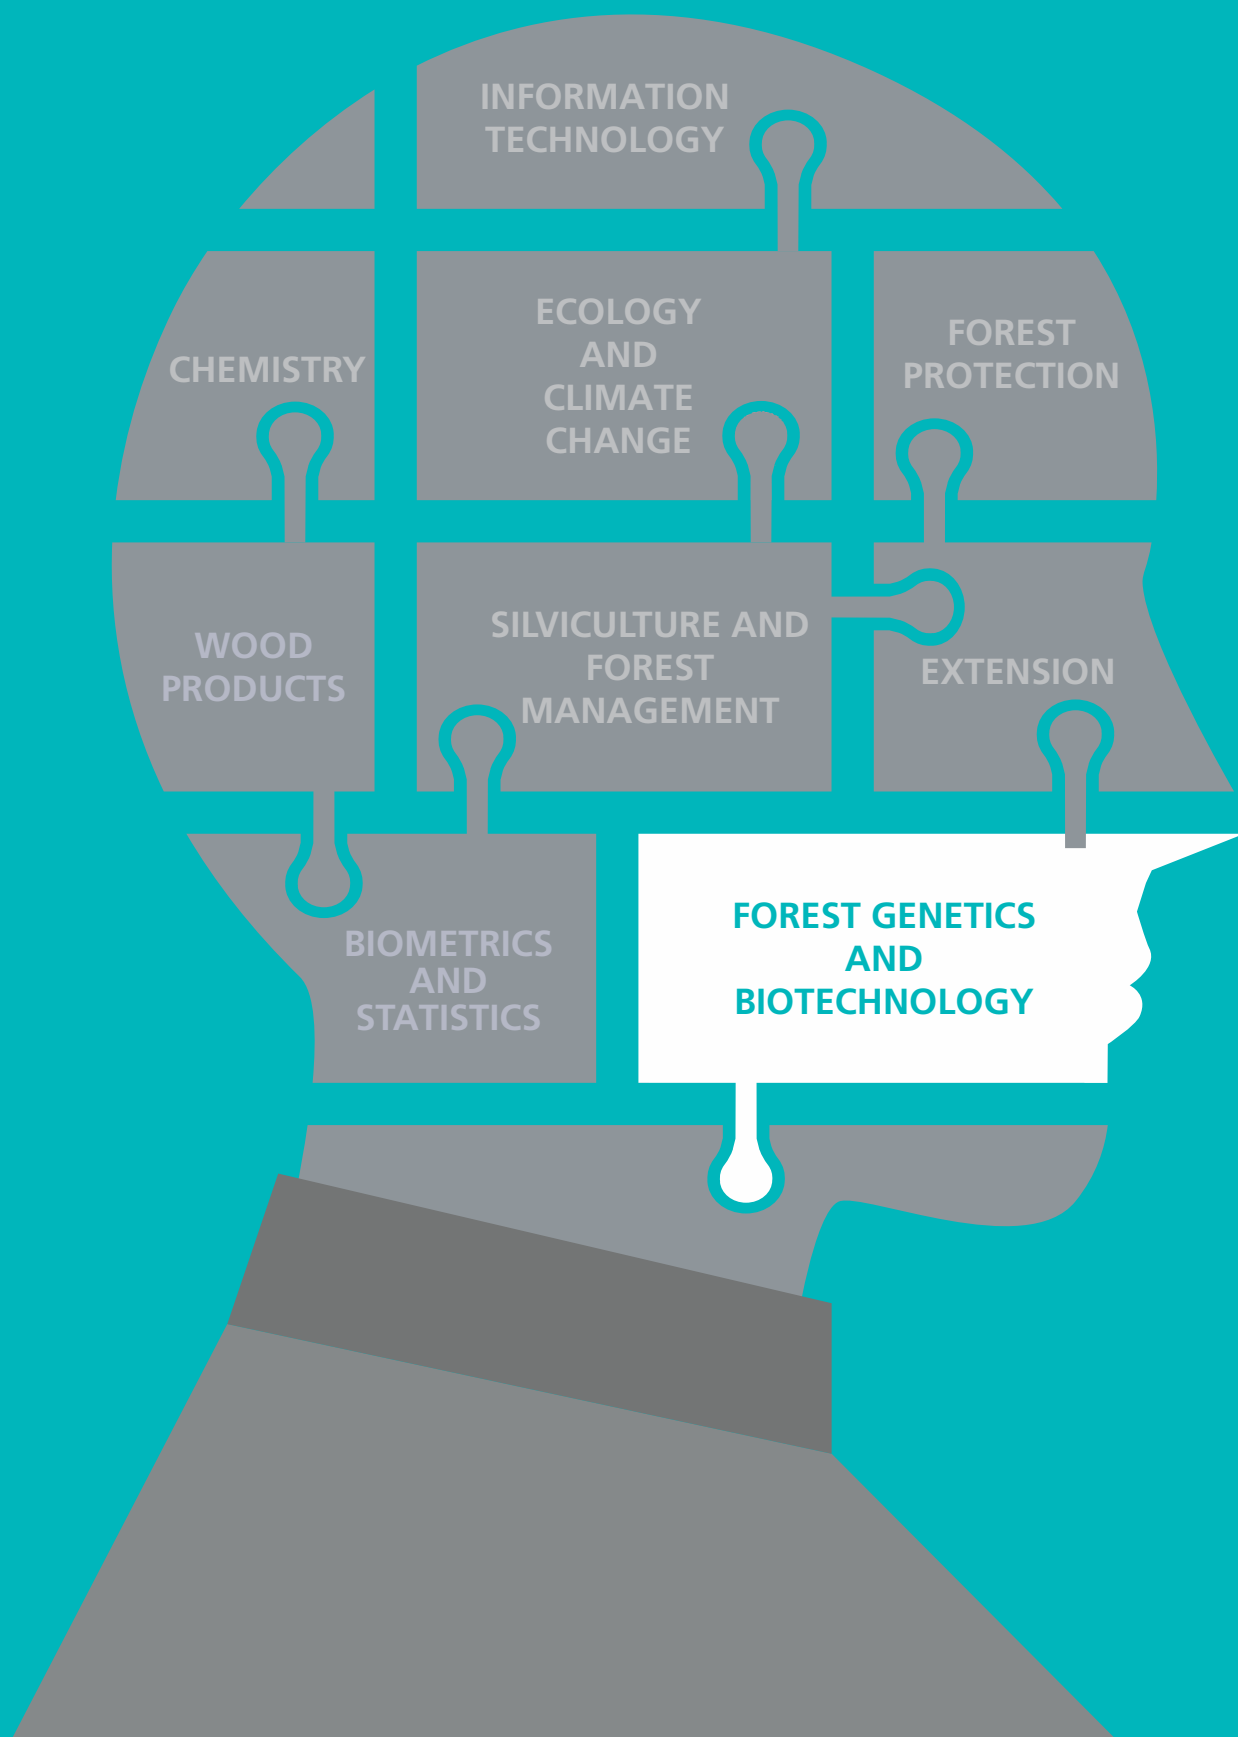 INFORMATION
TECHNOLOGY
CHEMISTRY
ECOLOGY
AND
CLIMATE
CHANGE
FOREST
PROTECTION
WOOD
PRODUCTS
SILVICULTURE AND
FOREST
MANAGEMENT
EXTENSION
BIOMETRICS
AND
STATISTICS
FOREST GENETICS
AND
BIOTECHNOLOGY